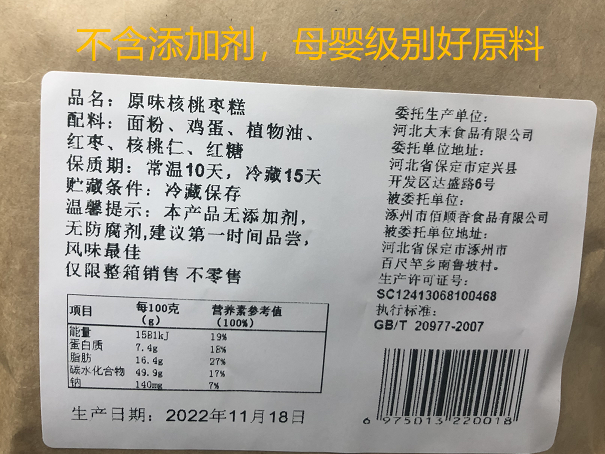 不含添加剂，母婴级别好原料
品名：原味核桃枣糕
配料：面粉、鸡蛋、植物油、
红枣、核桃仁、红糖
保质期：常温10天，冷藏15天
贮藏条件：冷藏保存
温馨提示：本产品无添加剂，
无防腐剂,建议第一时间品尝，
风味最佳
仅限整箱销售 不零售
项目 每100克（g） 营养素参考值（100%）
能量 1581kJ 19%
蛋白质 7.4g 18%
脂肪 16.4g 27%
碳水化合物 49.9g 17%
钠 140mg 7%
生产日期：2022年11月18日
委托生产单位：
河北大末食品有限公司
委托单位地址：
河北省保定市定兴县
开发区达盛路6号
被委托单位：
涿州市佰顺香食品有限公司
被委托单位地址：
河北省保定市涿州市
百尺竿乡南鲁坡村。
生产许可证号：
SC12413068100468
执行标准：
GB/T 20977-2007
6 975013 220018